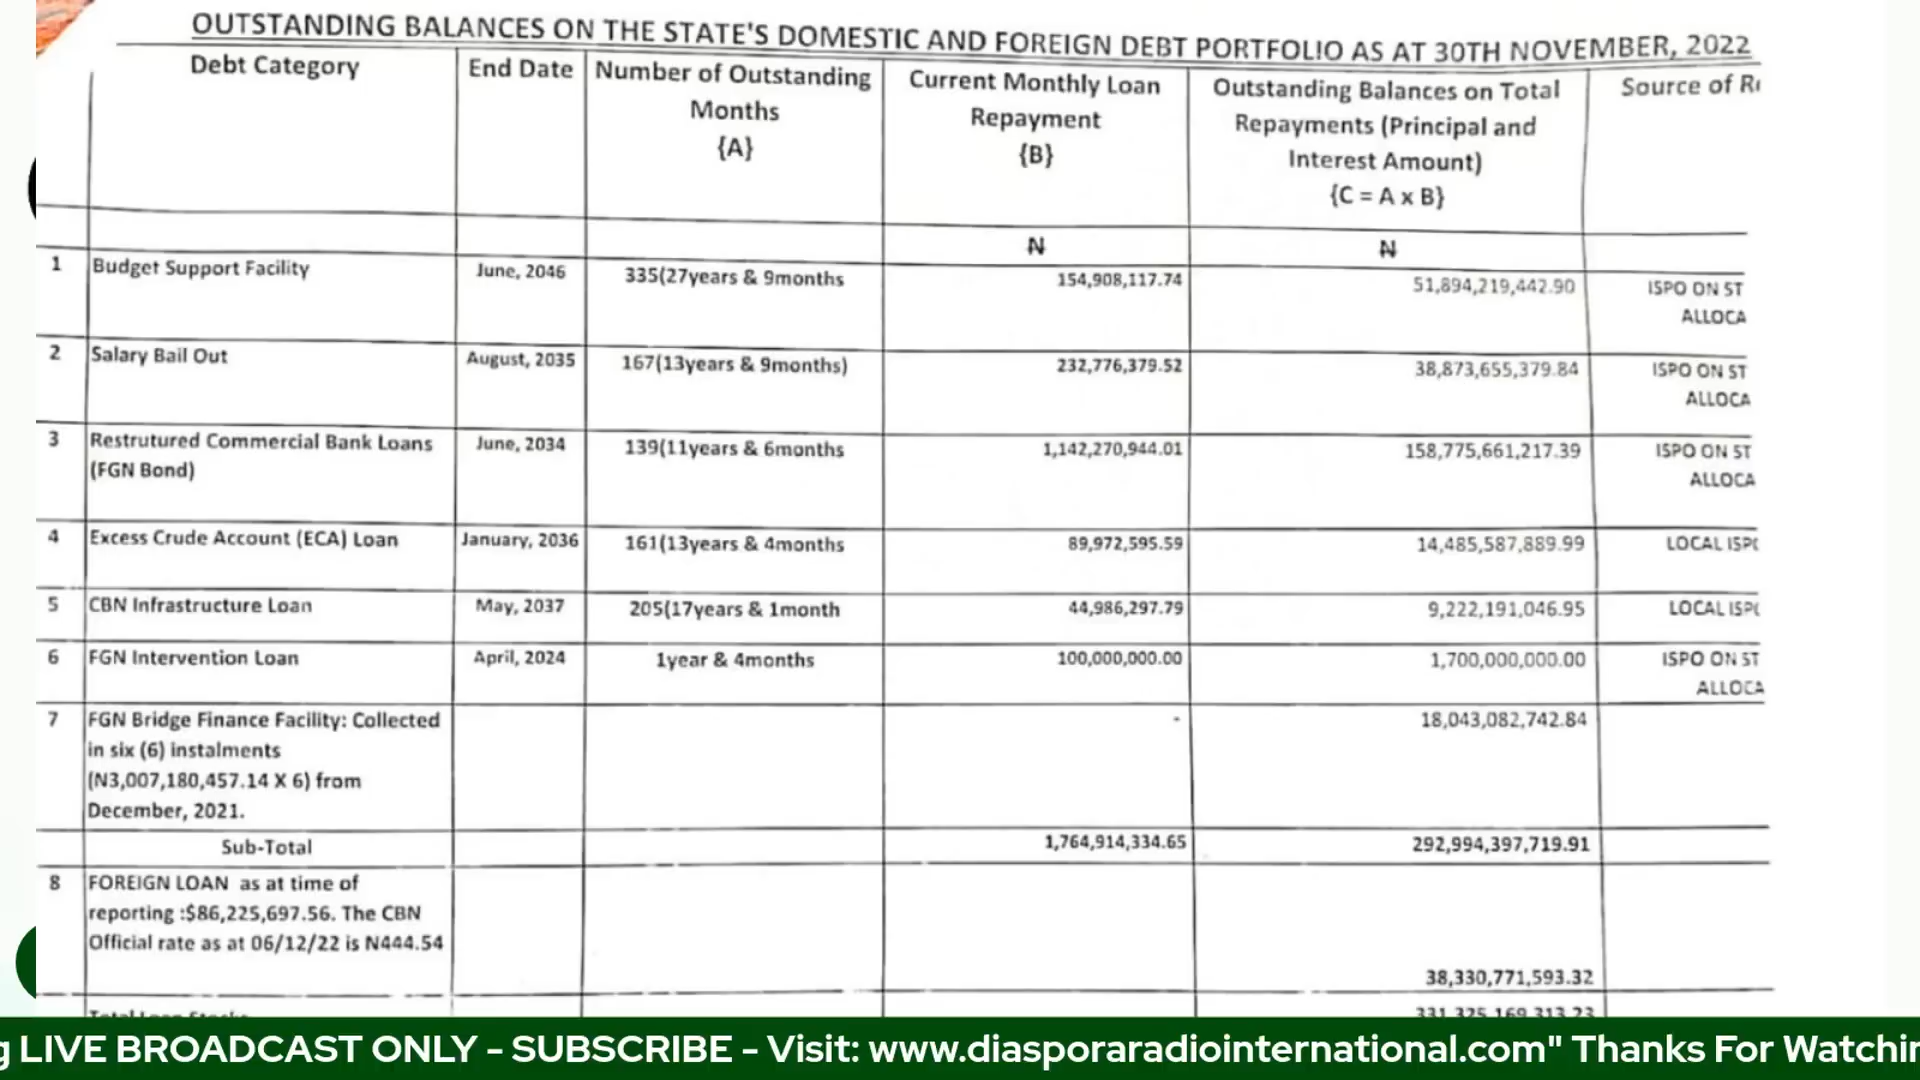 OUTSTANDING BALANCES ON THE STATE'S DOMESTIC AND FOREIGN DEBT PORTFOLIO AS AT 30TH NOVEMBER, 2022
Debt Category
End Date
Number of Outstanding
Months
{A}
Current Monthly Loan
Repayment
{B}
Outstanding Balances on Total
Repayments (Principal and
Interest Amount)
{C = A x B}
Source of
₦
₦
1 Budget Support Facility June, 2046 335(27years & 9months 154,908,117.74 51,894,219,442.90 ISPO ON ST
ALLOCA
2 Salary Bail Out August, 2035 167(13years & 9months) 232,776,379.52 38,873,655,379.84 ISPO ON ST
ALLOCA
3 Restrutured Commercial Bank Loans June, 2034 139(11years & 6months 1,142,270,944.01 158,775,661,217.39 ISPO ON ST
(FGN Bond) ALLOCA
4 Excess Crude Account (ECA) Loan January, 2036 161(13years & 4months 89,972,595.59 14,485,587,889.99 LOCAL ISP
5 CBN Infrastructure Loan May, 2037 205(17years & 1month 44,986,297.79 9,222,191,046.95 LOCAL ISP
6 FGN Intervention Loan April, 2024 1year & 4months 100,000,000.00 1,700,000,000.00 ISPO ON ST
ALLOCA
7 FGN Bridge Finance Facility: Collected - 18,043,082,742.84
in six (6) instalments
(N3,007,180,457.14 X 6) from
December, 2021.
Sub-Total 1,764,914,334.65 292,994,397,719.91
8 FOREIGN LOAN as at time of
reporting :$86,225,697.56. The CBN
Official rate as at 06/12/22 is N444.54
38,330,771,593.32
331,325,169,313.23
g LIVE BROADCAST ONLY - SUBSCRIBE - Visit: www.diasporaradiointernational.com" Thanks For Watchin